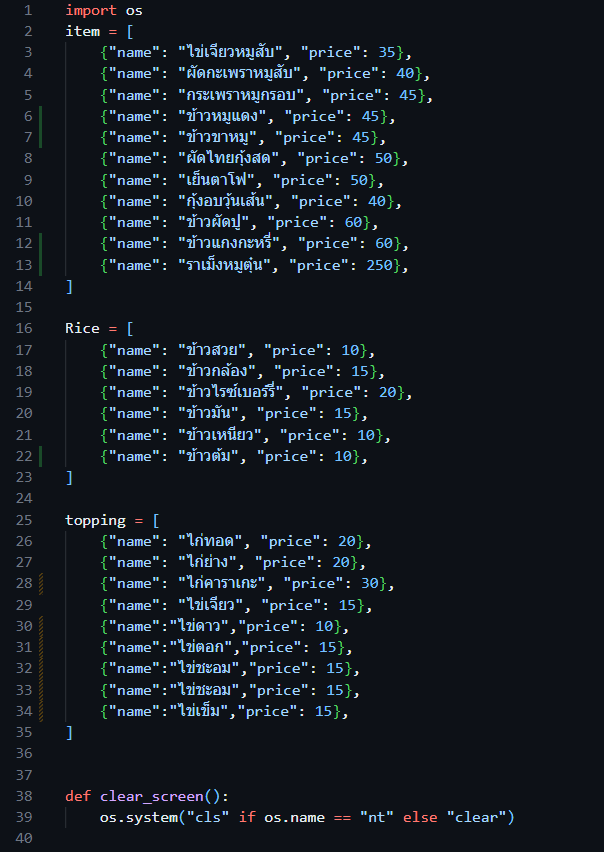 1 import os
2 item = [
3 {"name": "ไข่เจียวหมูสับ", "price": 35},
4 {"name": "ผัดกะเพราหมูสับ", "price": 40},
5 {"name": "กระเพราหมูกรอบ", "price": 45},
6 {"name": "ข้าวหมูแดง", "price": 45},
7 {"name": "ข้าวขาหมู", "price": 45},
8 {"name": "ผัดไทยกุ้งสด", "price": 50},
9 {"name": "เย็นตาโฟ", "price": 50},
10 {"name": "กุ้งอบวุ้นเส้น", "price": 40},
11 {"name": "ข้าวผัดปู", "price": 60},
12 {"name": "ข้าวแกงกะหรี่", "price": 60},
13 {"name": "ราเม็งหมูตุ๋น", "price": 250},
14 ]
15
16 Rice = [
17 {"name": "ข้าวสวย", "price": 10},
18 {"name": "ข้าวกล้อง", "price": 15},
19 {"name": "ข้าวไรซ์เบอร์รี่", "price": 20},
20 {"name": "ข้าวมัน", "price": 15},
21 {"name": "ข้าวเหนียว", "price": 10},
22 {"name": "ข้าวต้ม", "price": 10},
23 ]
24
25 topping = [
26 {"name": "ไก่ทอด", "price": 20},
27 {"name": "ไก่ย่าง", "price": 20},
28 {"name": "ไก่คาราเกะ", "price": 30},
29 {"name": "ไข่เจียว", "price": 15},
30 {"name":"ไข่ดาว","price": 10},
31 {"name":"ไข่ตอก","price": 15},
32 {"name":"ไข่ชะอม","price": 15},
33 {"name":"ไข่ชะอม","price": 15},
34 {"name":"ไข่เข็ม","price": 15},
35 ]
36
37
38 def clear_screen():
39 os.system("cls" if os.name == "nt" else "clear")
40